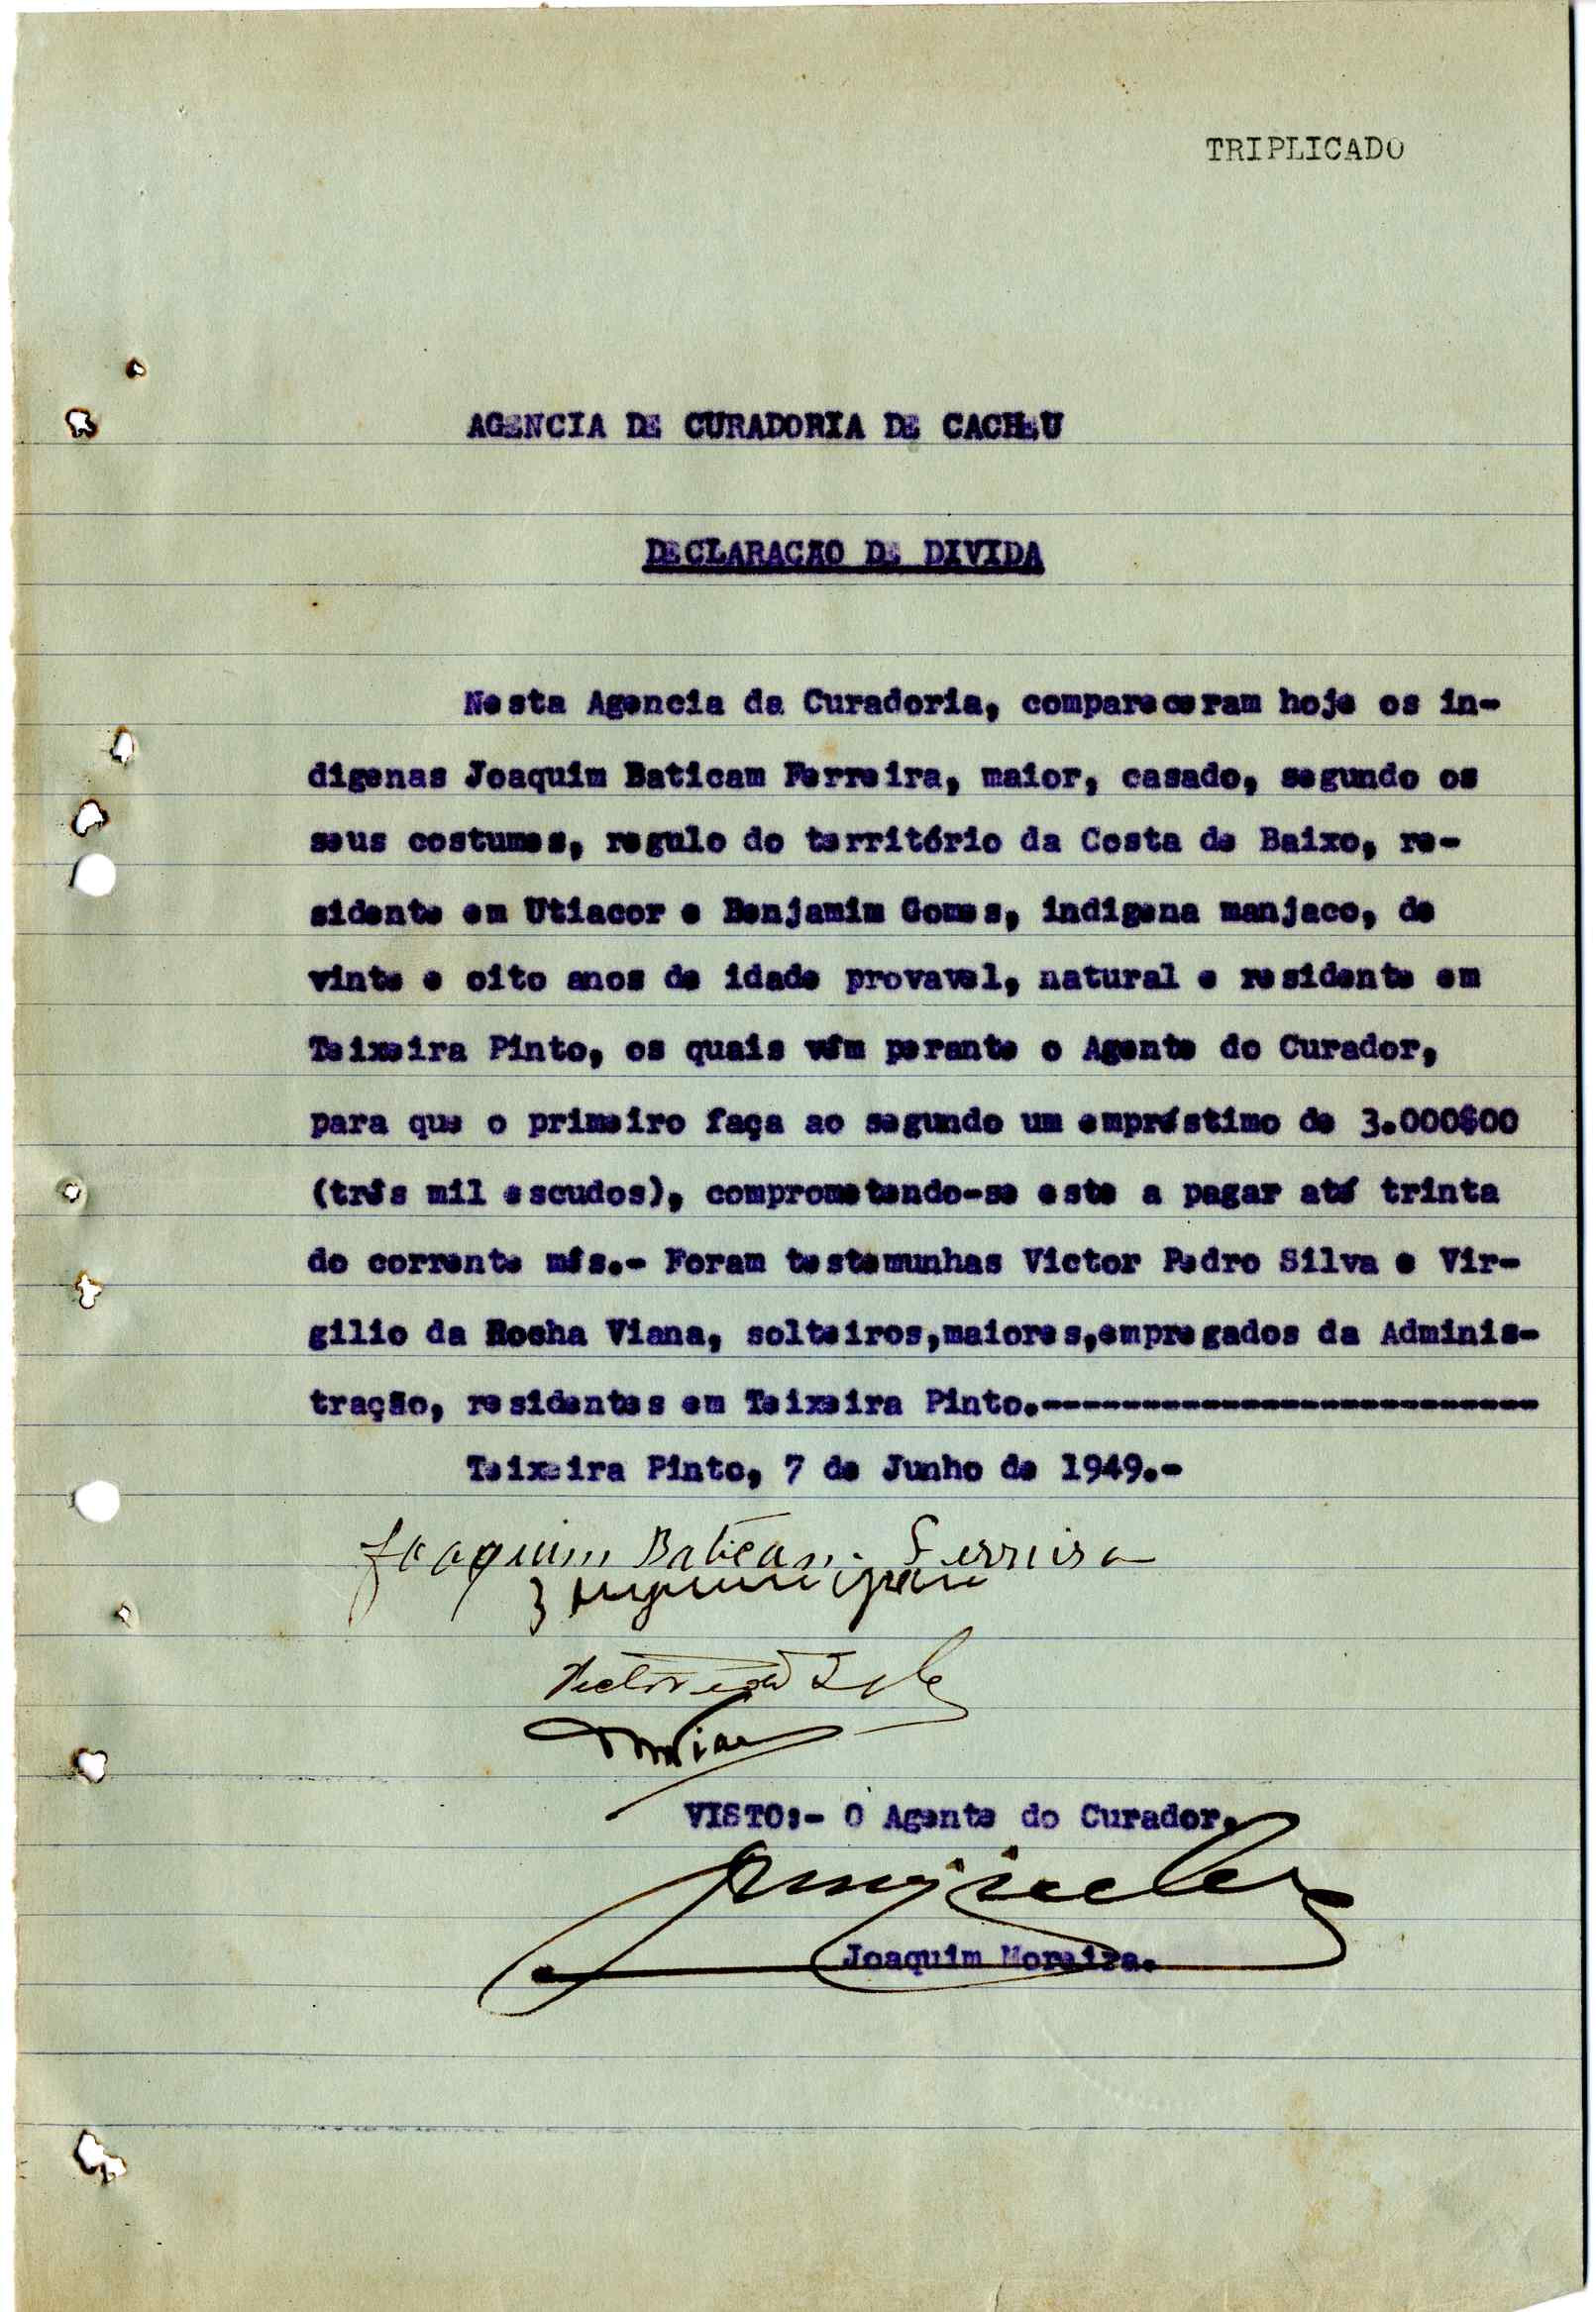 TRIPLICADO
AGENCIA DE CURADORIA DE CACHEU
DECLARAÇÃO DE DIVIDA
Nesta Agencia da Curadoria, compareceram hoje os in-
digenas Joaquim Baticam Ferreira, maior, casado, segundo os
seus costumes, regulo do território da Costa de Baixo, re-
sidente em Utiacor e Benjamim Gomes, indigena manjaco, de
vinte e oito anos de idade provavel, natural e residente em
Teixeira Pinto, os quais vêm perante o Agente do Curador,
para que o primeiro faça ao segundo um empréstimo de 3.000$00
(três mil escudos), comprometendo-se este a pagar até trinta
do corrente mês.- Foram testemunhas Victor Pedro Silva e Vir-
gilio da Rocha Viana, solteiros,maiores,empregados da Adminis-
tração, residentes em Teixeira Pinto.-------------------------
Teixeira Pinto, 7 de Junho de 1949.-
Joaquim Baticam Ferreira
VISTO:- O Agente do Curador,
Joaquim Moreira.